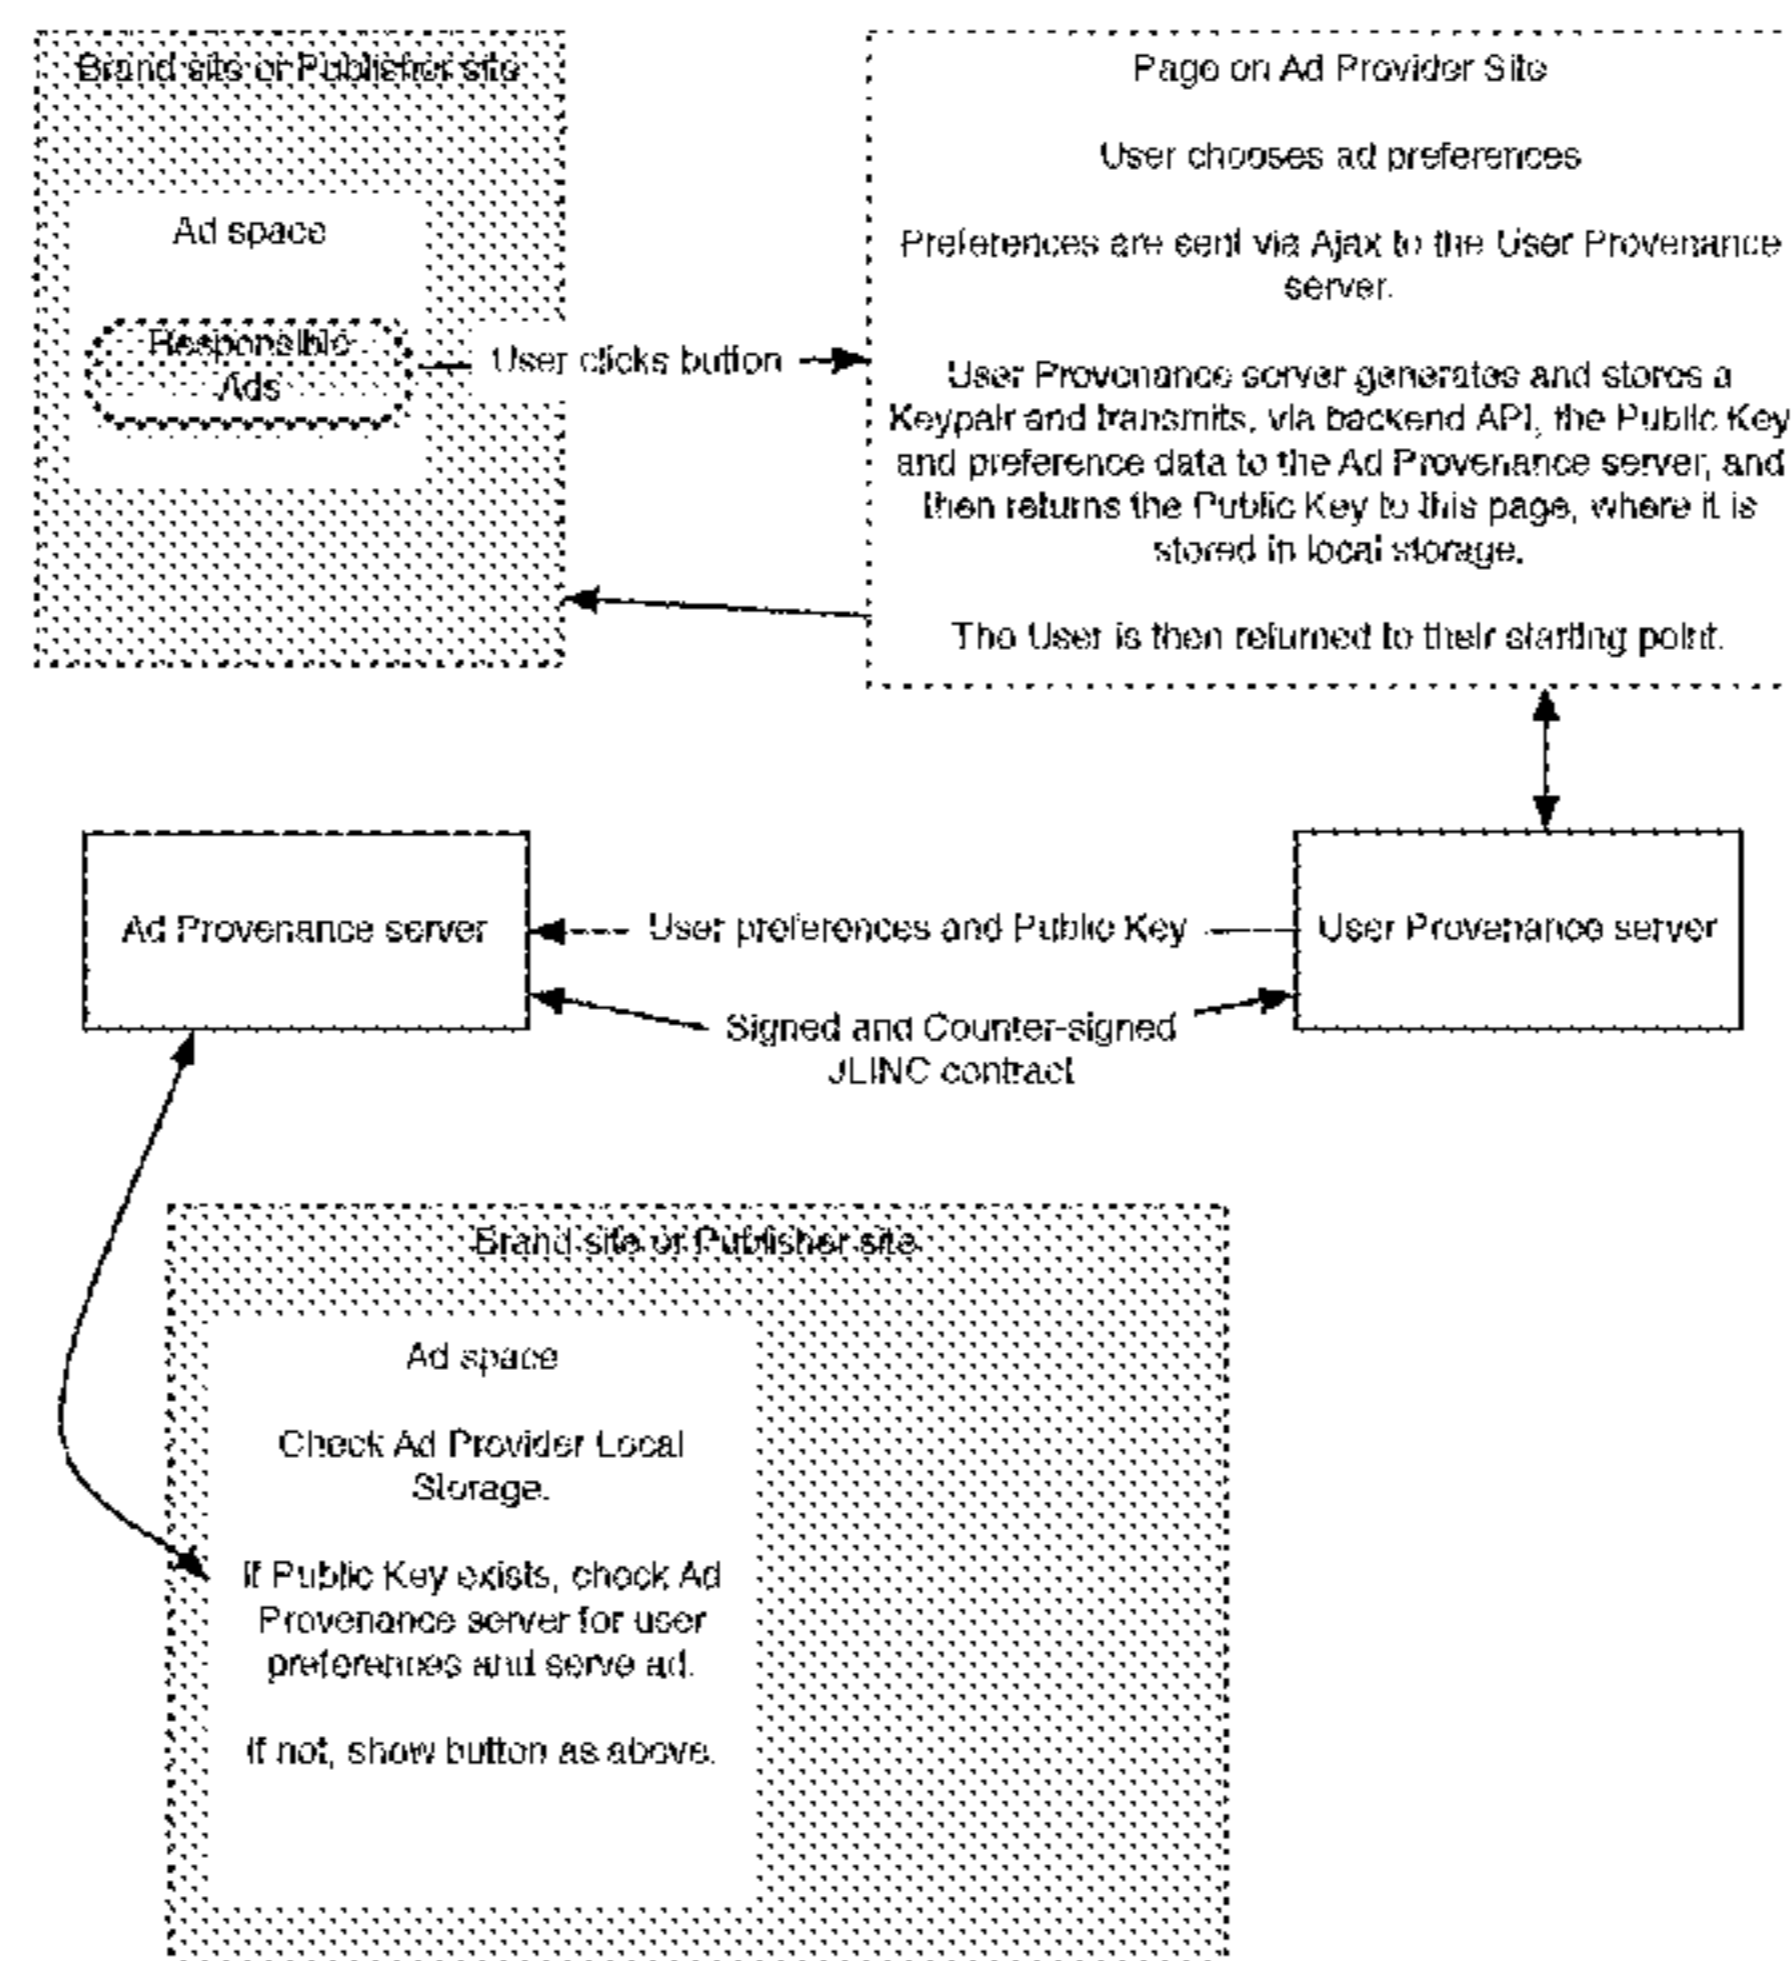 Brand site or Publisher site
Ad space
Responsible
Ads
User clicks button
Page on Ad Provider Site
User chooses ad preferences
Preferences are sent via Ajax to the User Provenance
server.
User Provenance server generates and stores a
Keypair and transmits, via backend API, the Public Key
and preference data to the Ad Provenance server, and
then returns the Public Key to this page, where it is
stored in local storage.
The User is then returned to their starting point.
Ad Provenance server
User preferences and Public Key
User Provenance server
Signed and Counter-signed
JLINC contract
Brand site or Publisher site
Ad space
Check Ad Provider Local
Storage.
If Public Key exists, check Ad
Provenance server for user
preferences and serve ad.
If not, show button as above.